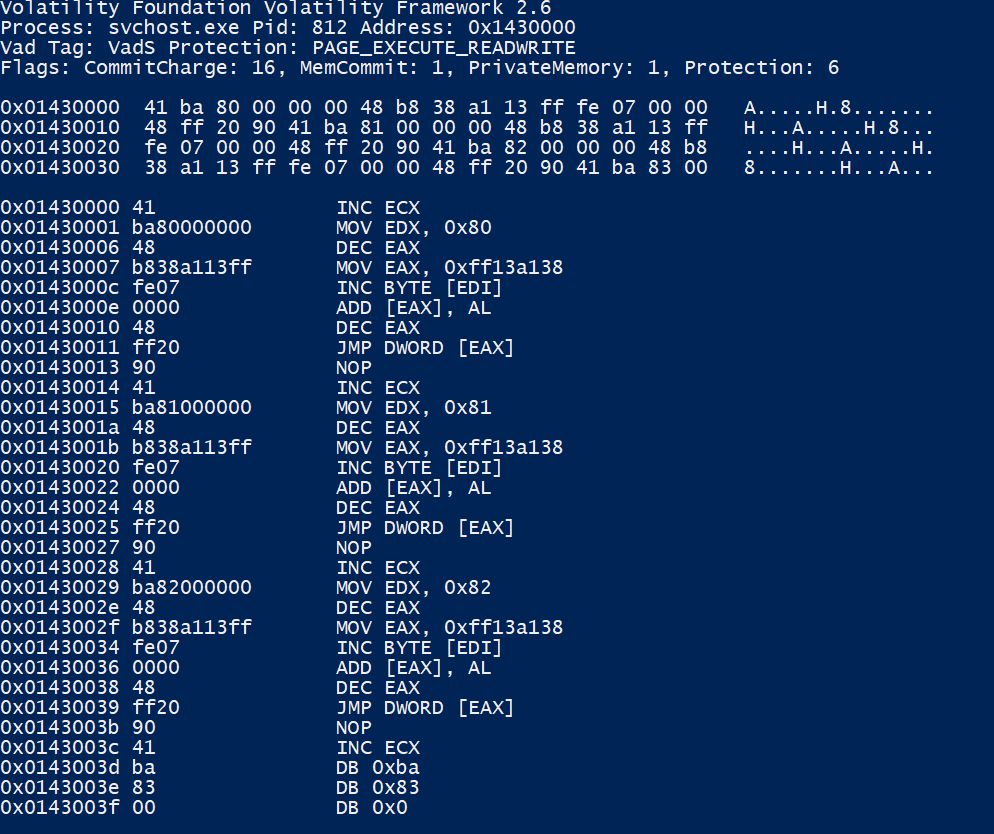 Volatility Foundation Volatility Framework 2.6
Process: svchost.exe Pid: 812 Address: 0x1430000
Vad Tag: VadS Protection: PAGE_EXECUTE_READWRITE
Flags: CommitCharge: 16, MemCommit: 1, PrivateMemory: 1, Protection: 6
0x01430000 41 ba 80 00 00 00 48 b8 38 a1 13 ff fe 07 00 00 A.....H.8.......
0x01430010 48 ff 20 90 41 ba 81 00 00 00 48 b8 38 a1 13 ff H...A.....H.8...
0x01430020 fe 07 00 00 48 ff 20 90 41 ba 82 00 00 00 48 b8 ....H...A.....H.
0x01430030 38 a1 13 ff fe 07 00 00 48 ff 20 90 41 ba 83 00 8.......H...A...
0x01430000 41 INC ECX
0x01430001 ba80000000 MOV EDX, 0x80
0x01430006 48 DEC EAX
0x01430007 b838a113ff MOV EAX, 0xff13a138
0x0143000c fe07 INC BYTE [EDI]
0x0143000e 0000 ADD [EAX], AL
0x01430010 48 DEC EAX
0x01430011 ff20 JMP DWORD [EAX]
0x01430013 90 NOP
0x01430014 41 INC ECX
0x01430015 ba81000000 MOV EDX, 0x81
0x0143001a 48 DEC EAX
0x0143001b b838a113ff MOV EAX, 0xff13a138
0x01430020 fe07 INC BYTE [EDI]
0x01430022 0000 ADD [EAX], AL
0x01430024 48 DEC EAX
0x01430025 ff20 JMP DWORD [EAX]
0x01430027 90 NOP
0x01430028 41 INC ECX
0x01430029 ba82000000 MOV EDX, 0x82
0x0143002e 48 DEC EAX
0x0143002f b838a113ff MOV EAX, 0xff13a138
0x01430034 fe07 INC BYTE [EDI]
0x01430036 0000 ADD [EAX], AL
0x01430038 48 DEC EAX
0x01430039 ff20 JMP DWORD [EAX]
0x0143003b 90 NOP
0x0143003c 41 INC ECX
0x0143003d ba DB 0xba
0x0143003e 83 DB 0x83
0x0143003f 00 DB 0x0